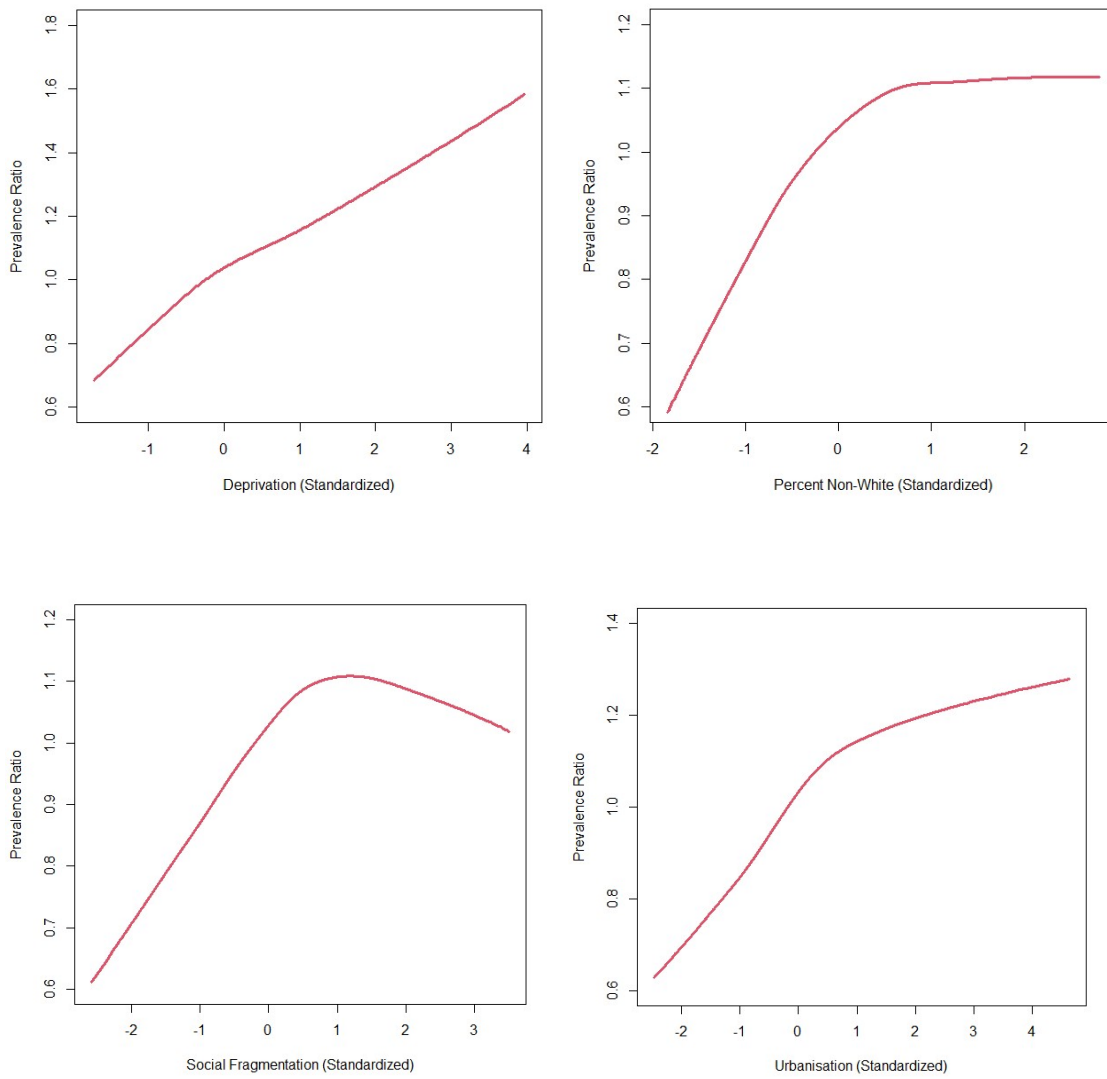 1.8
1.6
1.4
1.2
1.0
0.8
0.6
Prevalence Ratio
-1 0 1 2 3 4
Deprivation (Standardized)
1.2
1.1
1.0
0.9
0.8
0.7
0.6
Prevalence Ratio
-2 -1 0 1 2
Percent Non-White (Standardized)
1.2
1.1
1.0
0.9
0.8
0.7
0.6
Prevalence Ratio
-2 -1 0 1 2 3
Social Fragmentation (Standardized)
1.4
1.2
1.0
0.8
0.6
Prevalence Ratio
-2 -1 0 1 2 3 4
Urbanisation (Standardized)